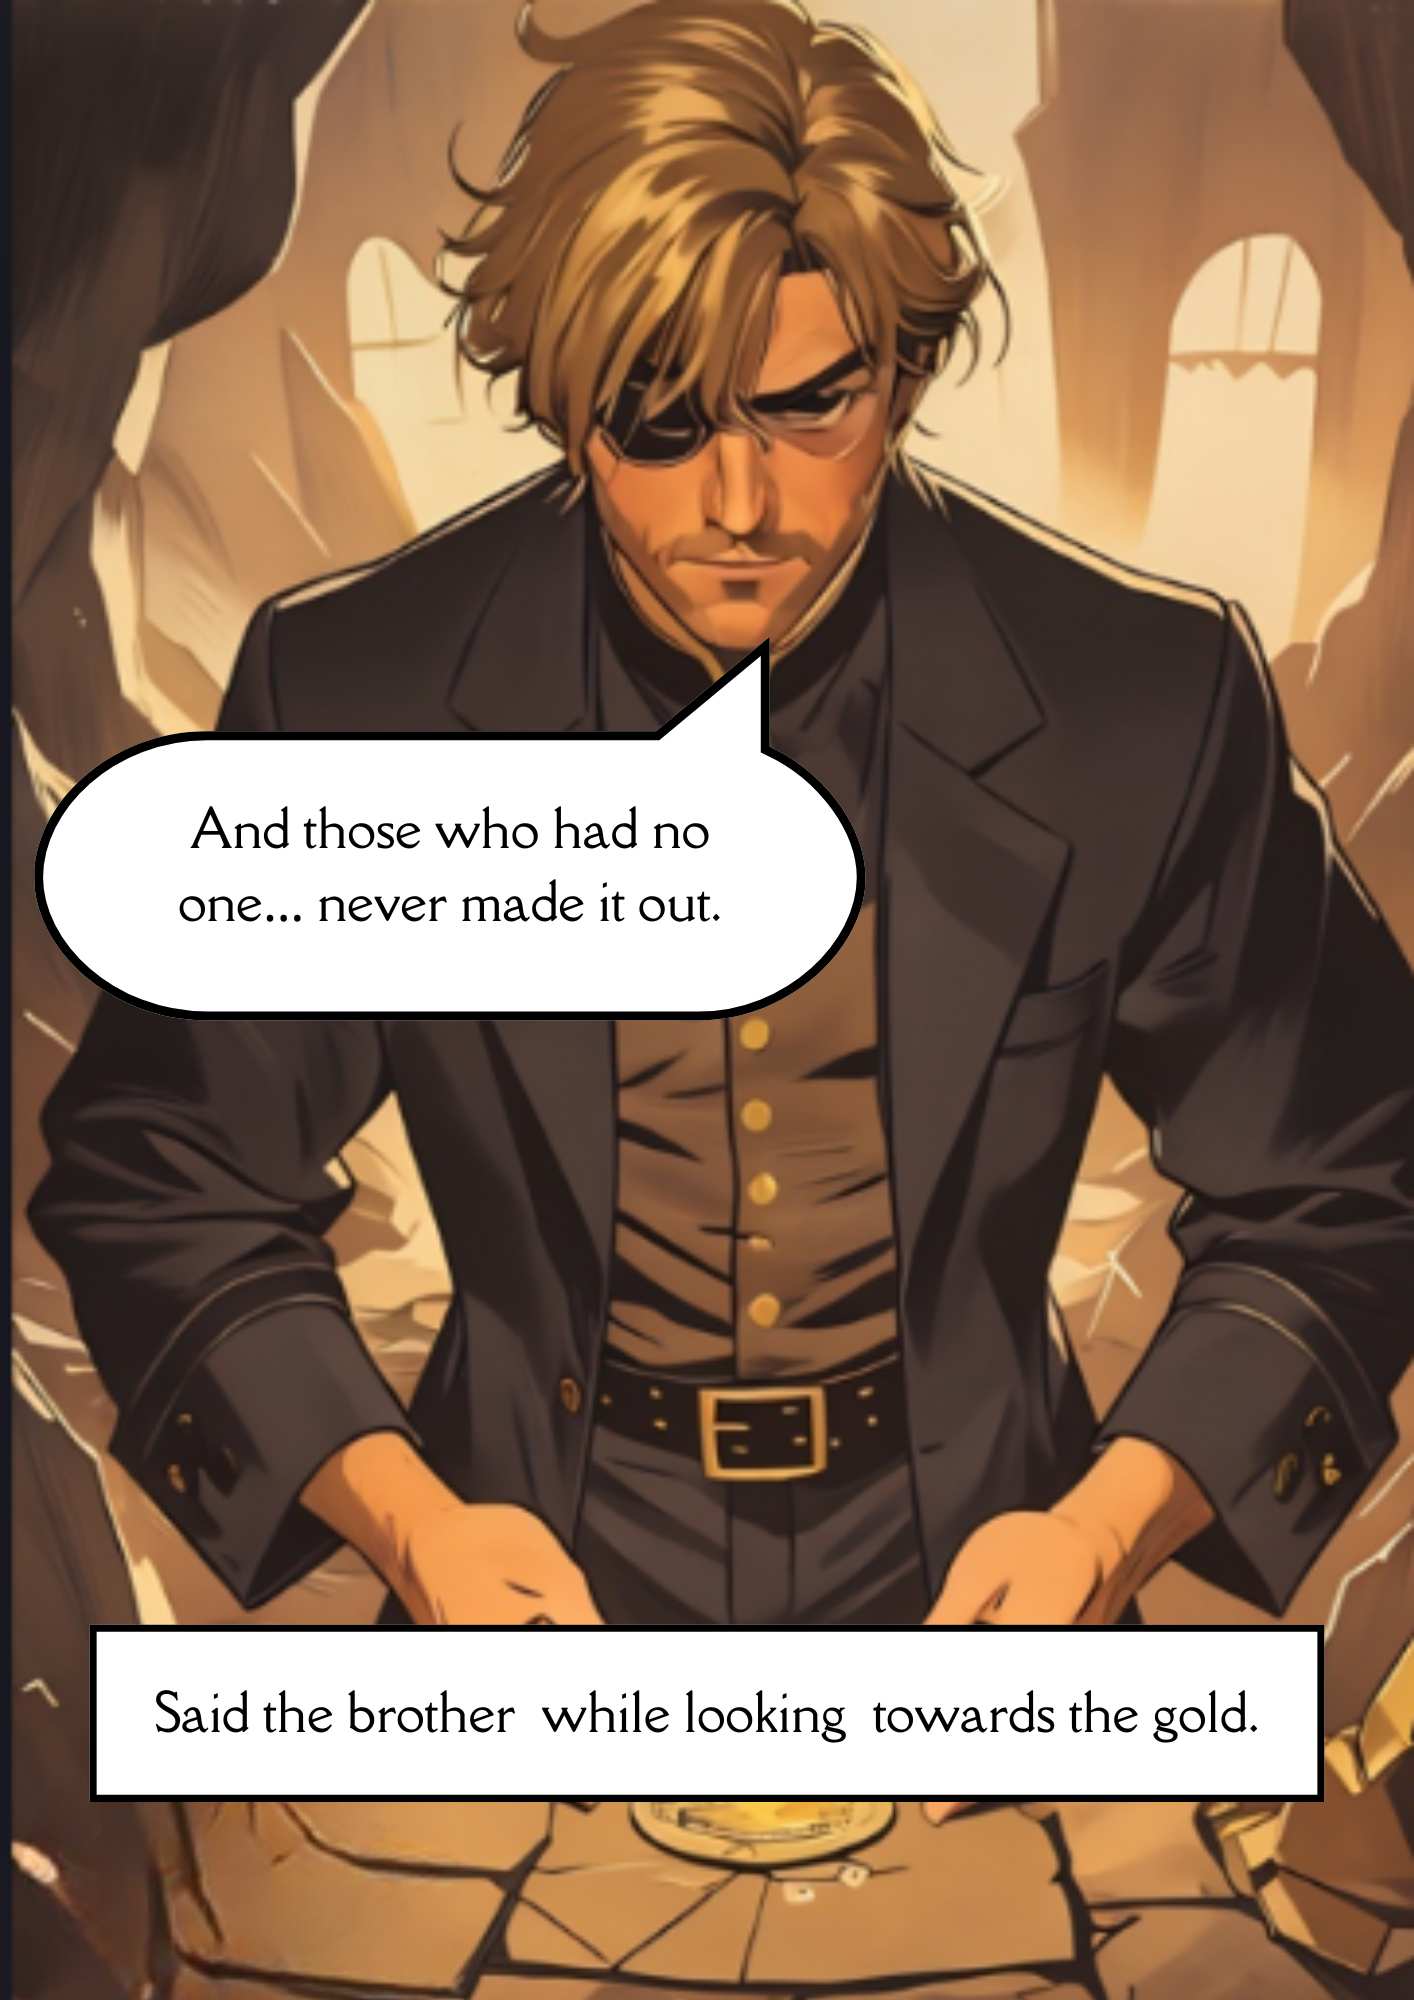 And those who had no
one... never made it out.
Said the brother  while looking  towards the gold.